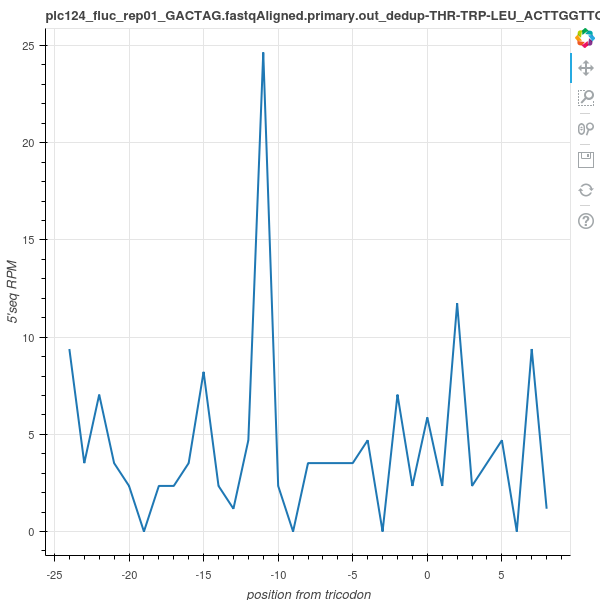 plc124_fluc_rep01_GACTAG.fastqAligned.primary.out_dedup-THR-TRP-LEU_ACTTGGTTG
25
20
15
10
5
0
5'seq RPM
-25 -20 -15 -10 -5 0 5
position from tricodon